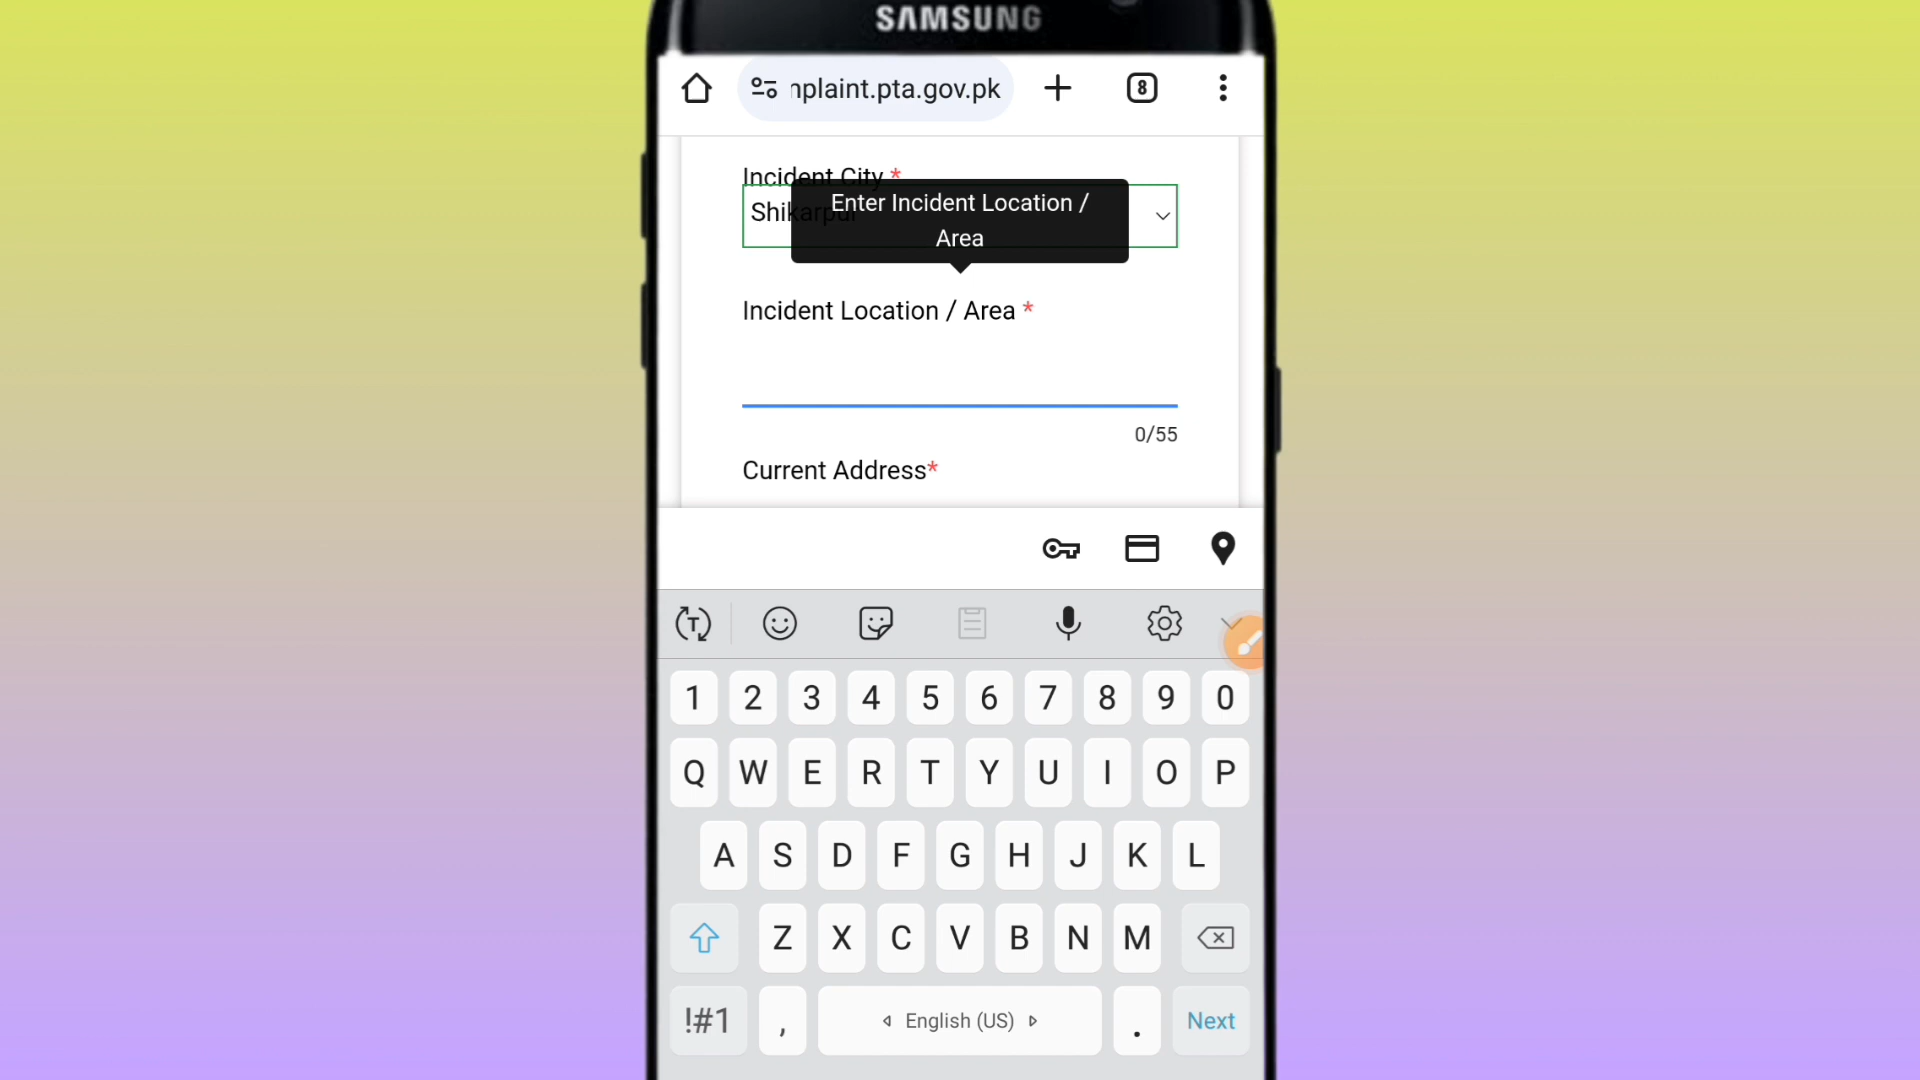 SAMSUNG
nplaint.pta.gov.pk
8
Incident City *
Shikarpur
Enter Incident Location /
Area
Incident Location / Area *
0/55
Current Address*
T
1 2 3 4 5 6 7 8 9 0
Q W E R T Y U I O P
A S D F G H J K L
Z X C V B N M
!#1 , English (US) . Next